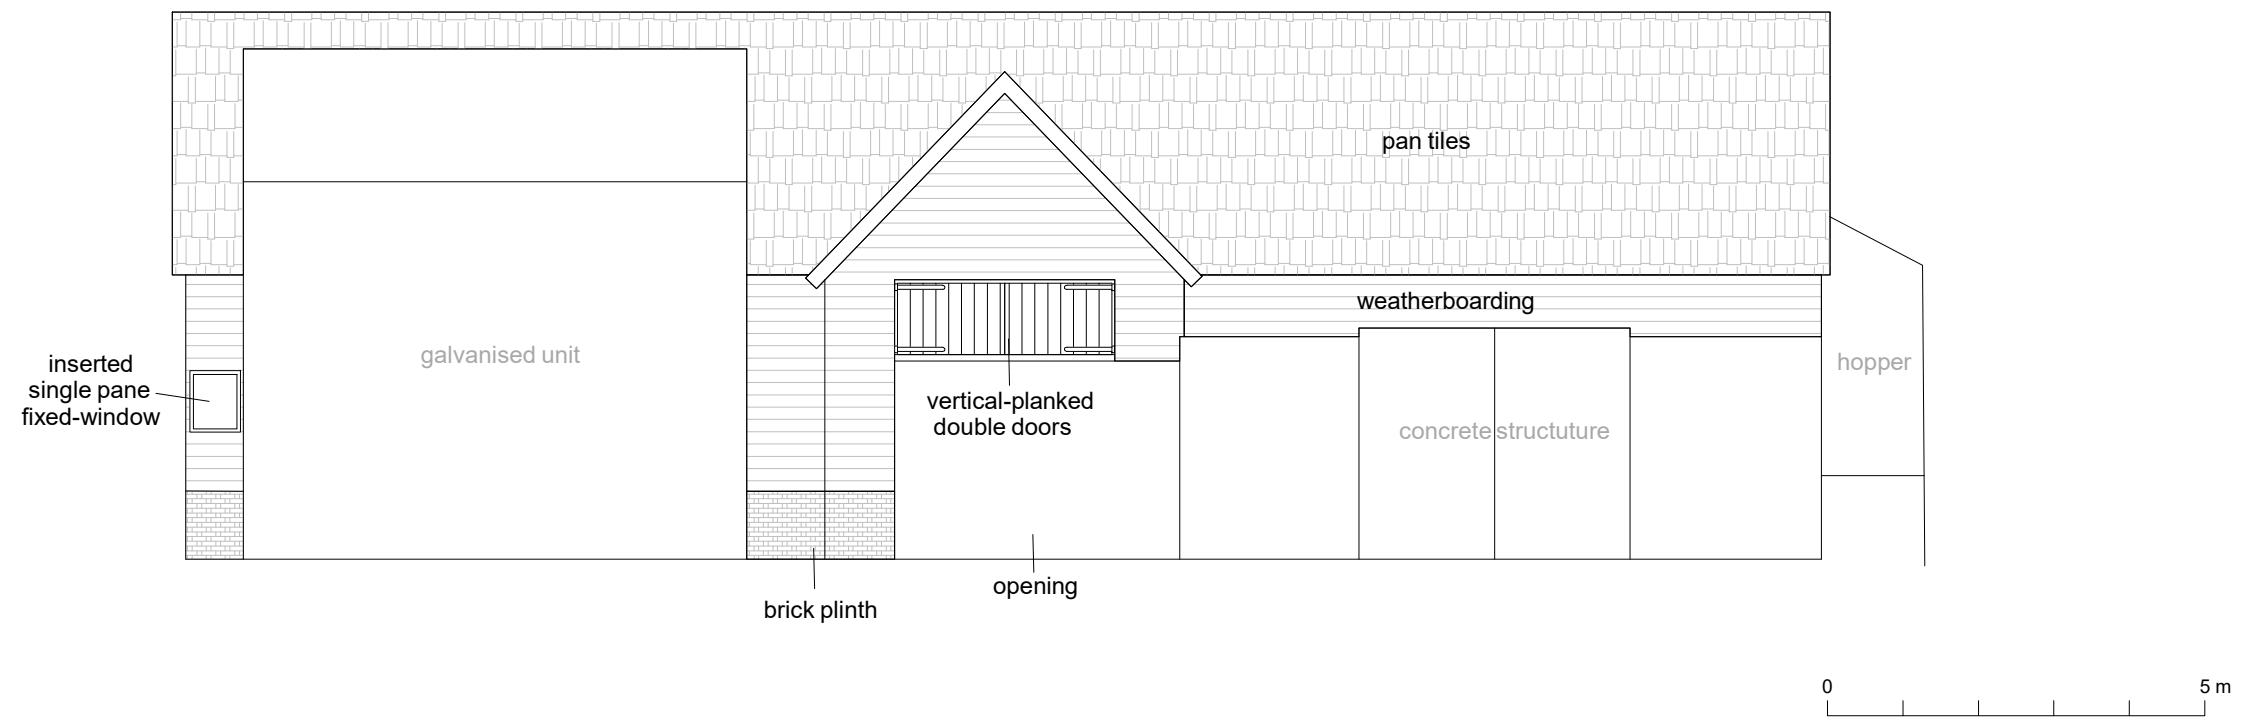 pan tiles
weatherboarding
inserted
single pane
fixed-window
galvanised unit
hopper
vertical-planked
double doors
concrete structuture
opening
brick plinth
0
5 m